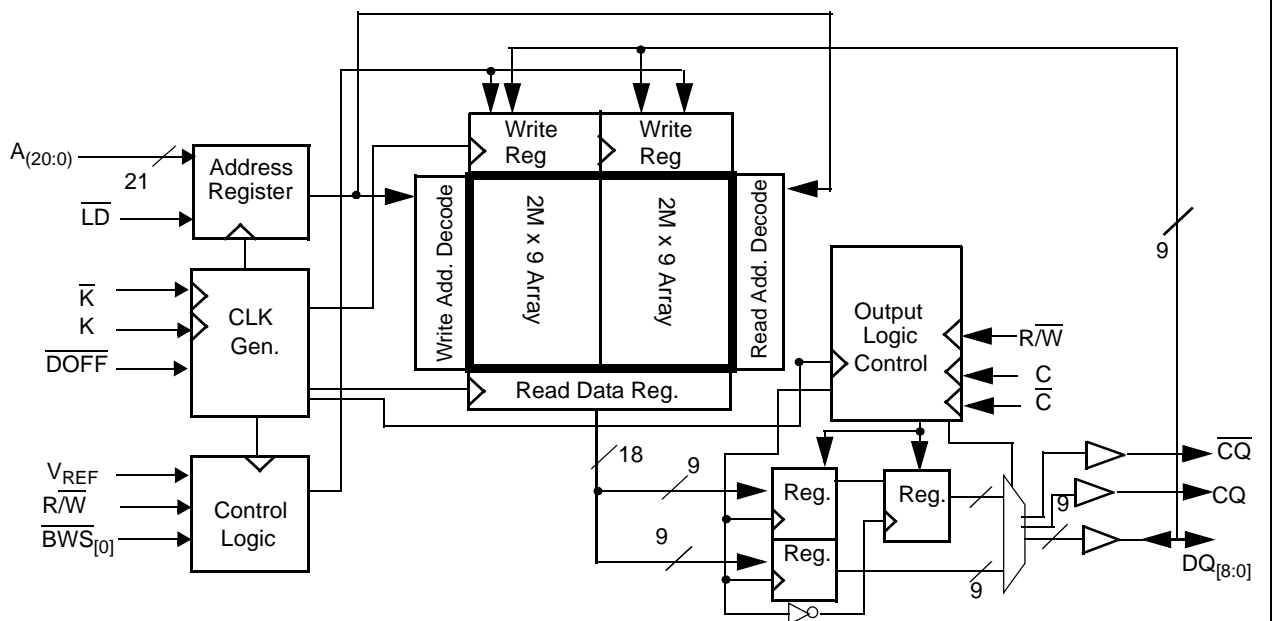 A(20:0)
21
LD
Address
Register
K
K
DOFF
CLK
Gen.
VREF
R/W
BWS[0]
Control
Logic
Write
Reg
Write
Reg
Write Add. Decode
2M x 9 Array
2M x 9 Array
Read Add. Decode
Read Data Reg.
18
9
9
Output
Logic
Control
R/W
C
C
Reg.
Reg.
Reg.
9
9
9
CQ
CQ
DQ[8:0]